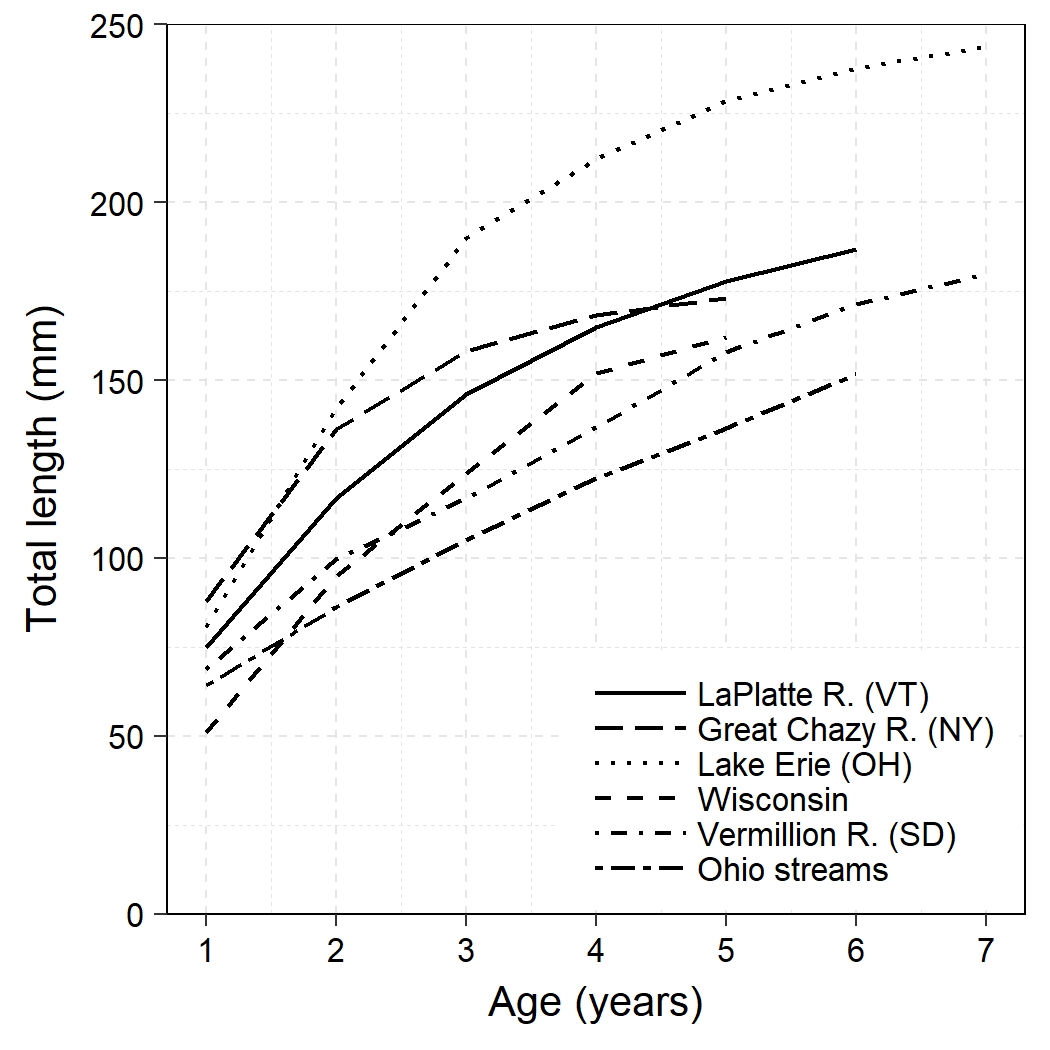 250
200
150
100
50
0
Total length (mm)
LaPlatte R. (VT)
Great Chazy R. (NY)
Lake Erie (OH)
Wisconsin
Vermillion R. (SD)
Ohio streams
1 2 3 4 5 6 7
Age (years)